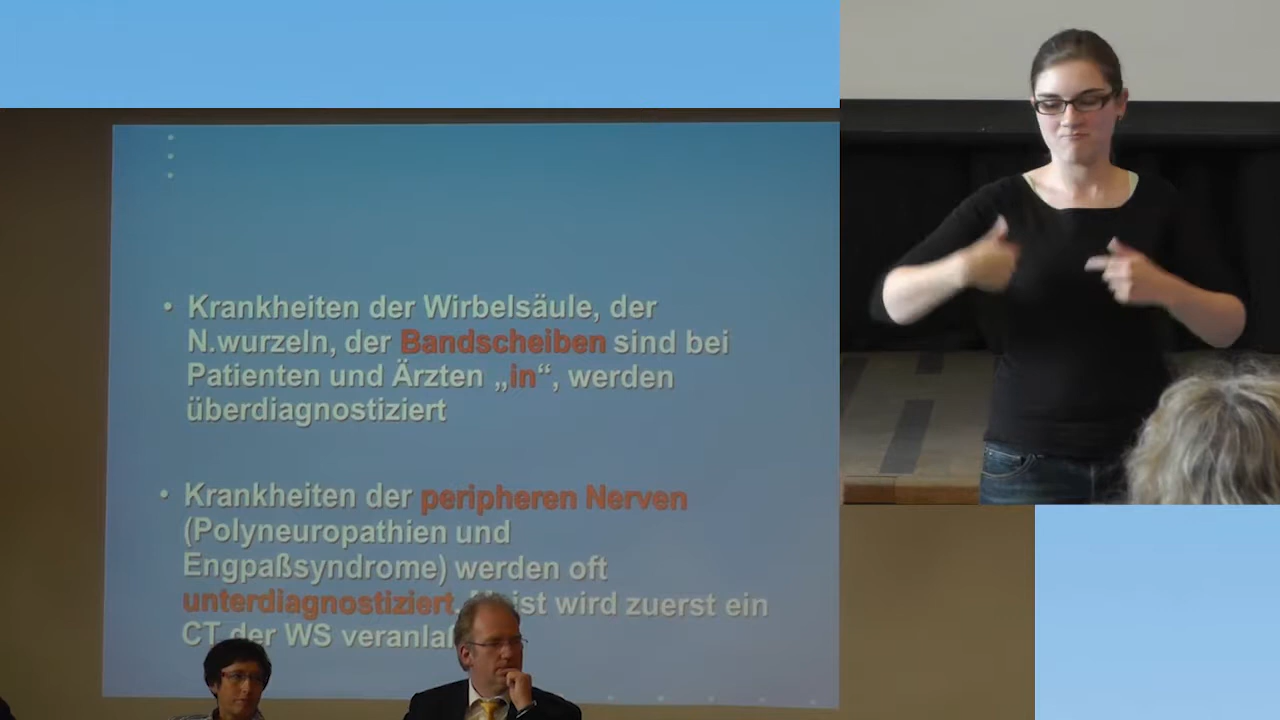 • Krankheiten der Wirbelsäule, der
N.wurzeln, der Bandscheiben sind bei
Patienten und Ärzten „in“, werden
überdiagnostiziert
• Krankheiten der peripheren Nerven
(Polyneuropathien und
Engpaßsyndrome) werden oft
unterdiagnostiziert. wird zuerst ein
CT der WS